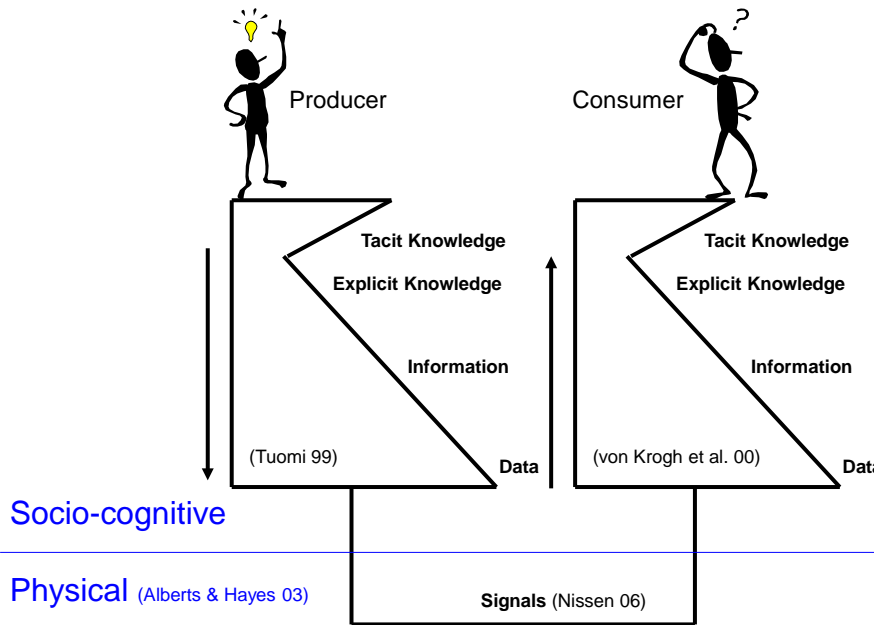 ?
Producer
Consumer
Tacit Knowledge
Tacit Knowledge
Explicit Knowledge
Explicit Knowledge
Information
Information
(Tuomi 99)
Data
(von Krogh et al. 00)
Data
Socio-cognitive
Physical (Alberts & Hayes 03)
Signals (Nissen 06)